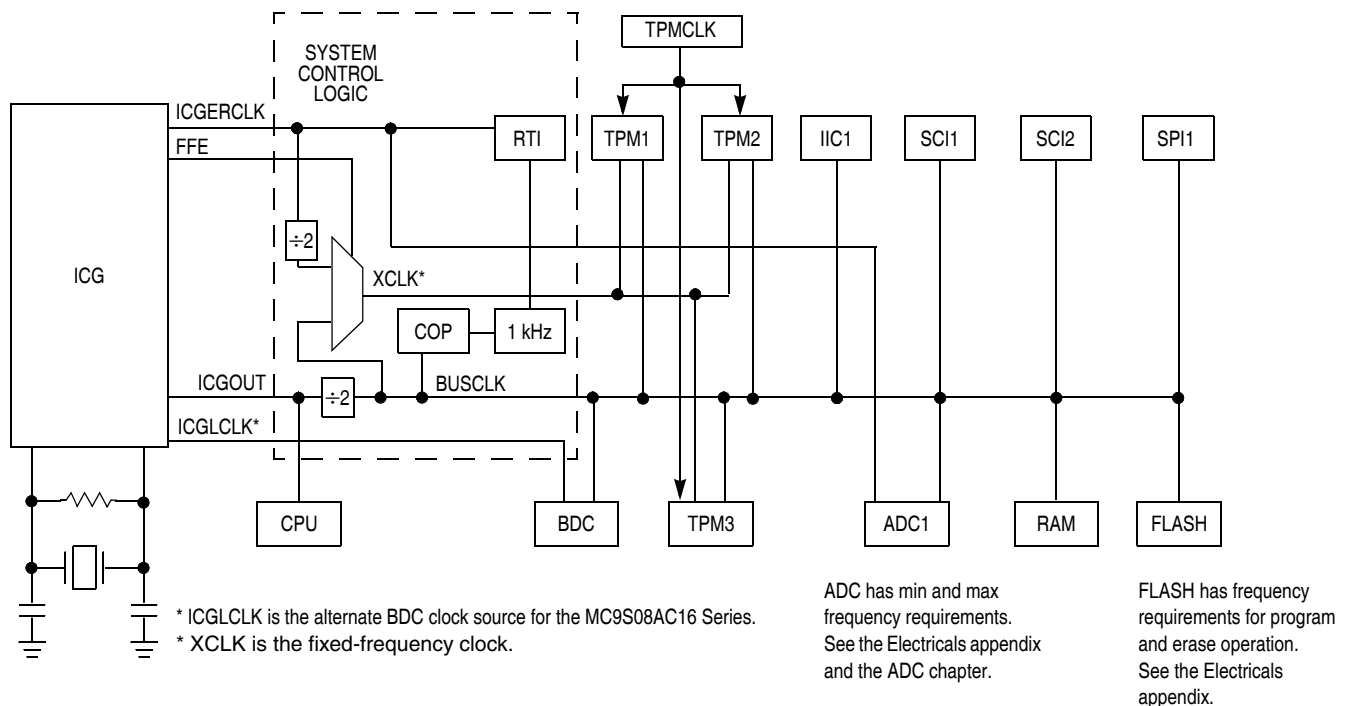 TPMCLK
SYSTEM
CONTROL
LOGIC
ICGERCLK
FFE
RTI
TPM1
TPM2
IIC1
SCI1
SCI2
SPI1
÷2
ICG
XCLK*
COP
1 kHz
ICGOUT
÷2
BUSCLK
ICGLCLK*
CPU
BDC
TPM3
ADC1
RAM
FLASH
* ICGLCLK is the alternate BDC clock source for the MC9S08AC16 Series.
* XCLK is the fixed-frequency clock.
ADC has min and max
frequency requirements.
See the Electricals appendix
and the ADC chapter.
FLASH has frequency
requirements for program
and erase operation.
See the Electricals
appendix.